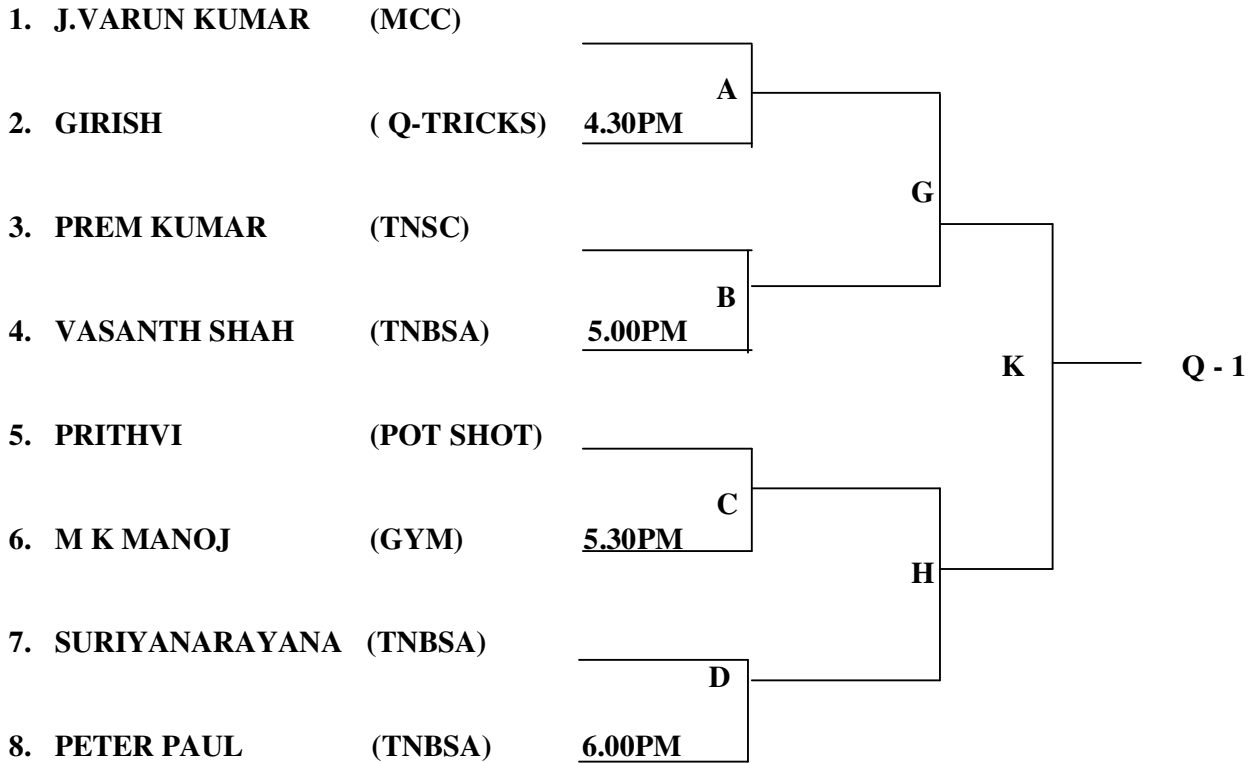 1. J.VARUN KUMAR (MCC)
A
2. GIRISH ( Q-TRICKS) 4.30PM
G
3. PREM KUMAR (TNSC)
B
4. VASANTH SHAH (TNBSA) 5.00PM
K Q - 1
5. PRITHVI (POT SHOT)
C
6. M K MANOJ (GYM) 5.30PM
H
7. SURIYANARAYANA (TNBSA)
D
8. PETER PAUL (TNBSA) 6.00PM